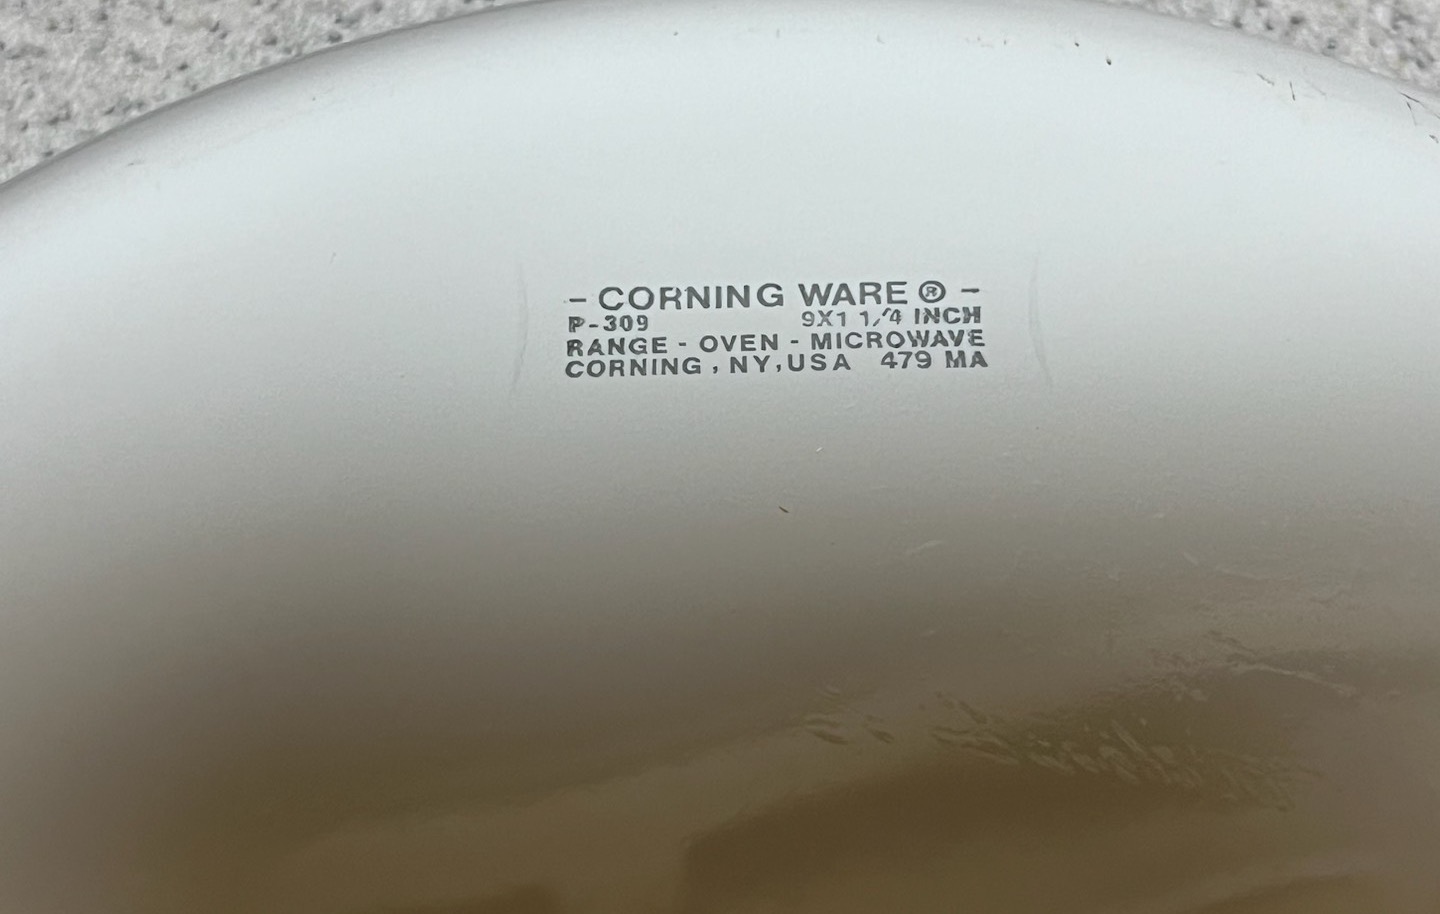 - CORNING WARE ® -
P-309 9X1 1/4 INCH
RANGE - OVEN - MICROWAVE
CORNING , NY, USA 479 MA